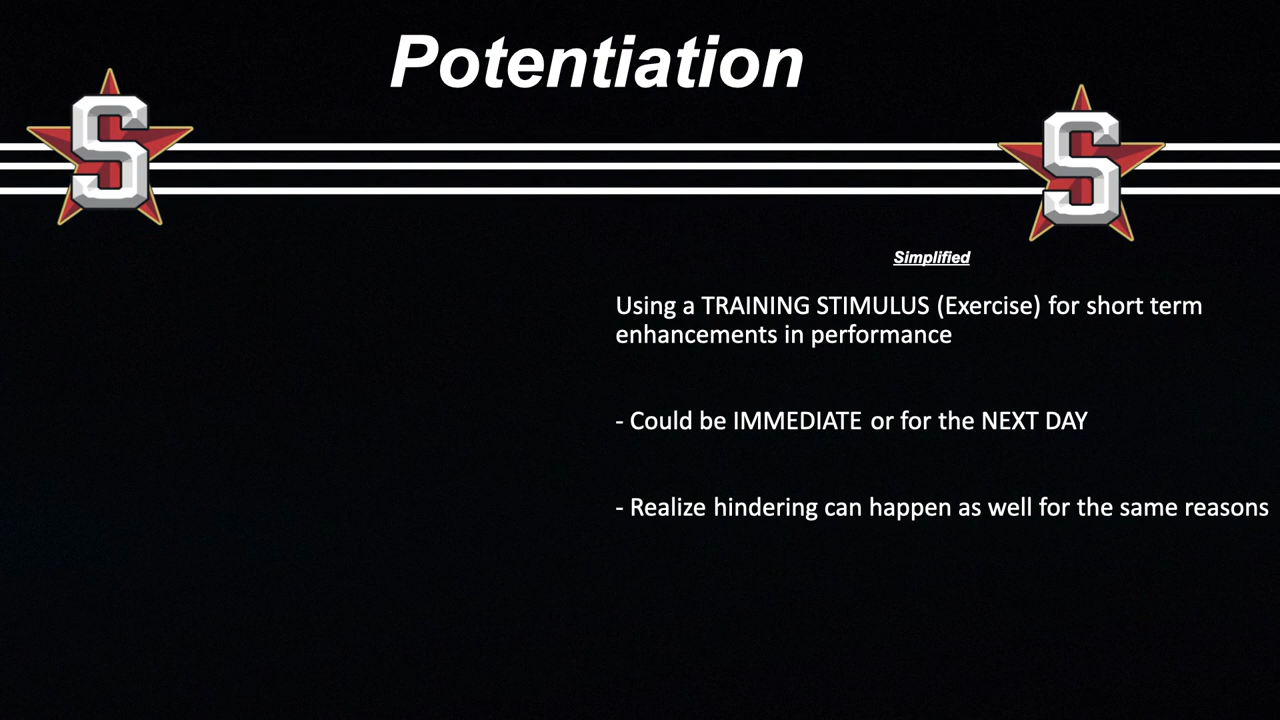 Potentiation
S
S
Simplified
Using a TRAINING STIMULUS (Exercise) for short term
enhancements in performance
- Could be IMMEDIATE or for the NEXT DAY
- Realize hindering can happen as well for the same reasons